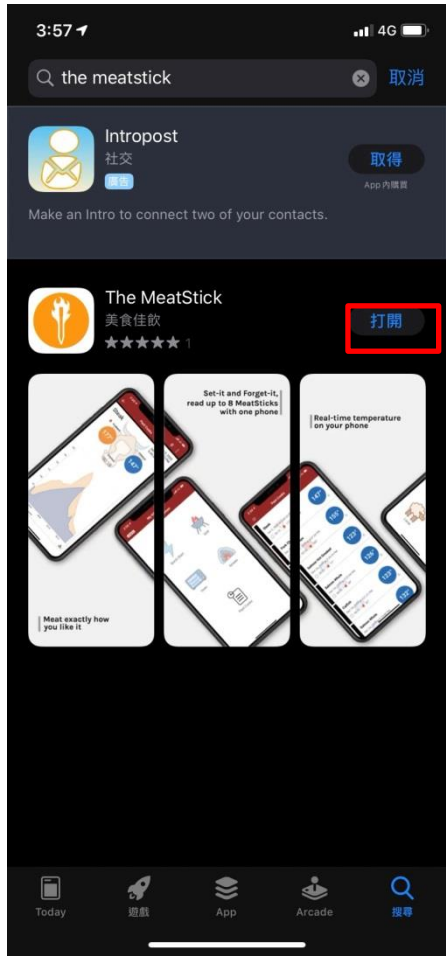 3:57
4G
the meatstick
取消
Intropost
社交
廣告
取得
App 內購買
Make an Intro to connect two of your contacts.
The MeatStick
美食佳飲
★★★★★ 1
打開
Meat exactly how
you like it
Set-it and Forget-it,
read up to 8 MeatSticks
with one phone
Real-time temperature
on your phone
147°
Today
遊戲
App
Arcade
搜尋